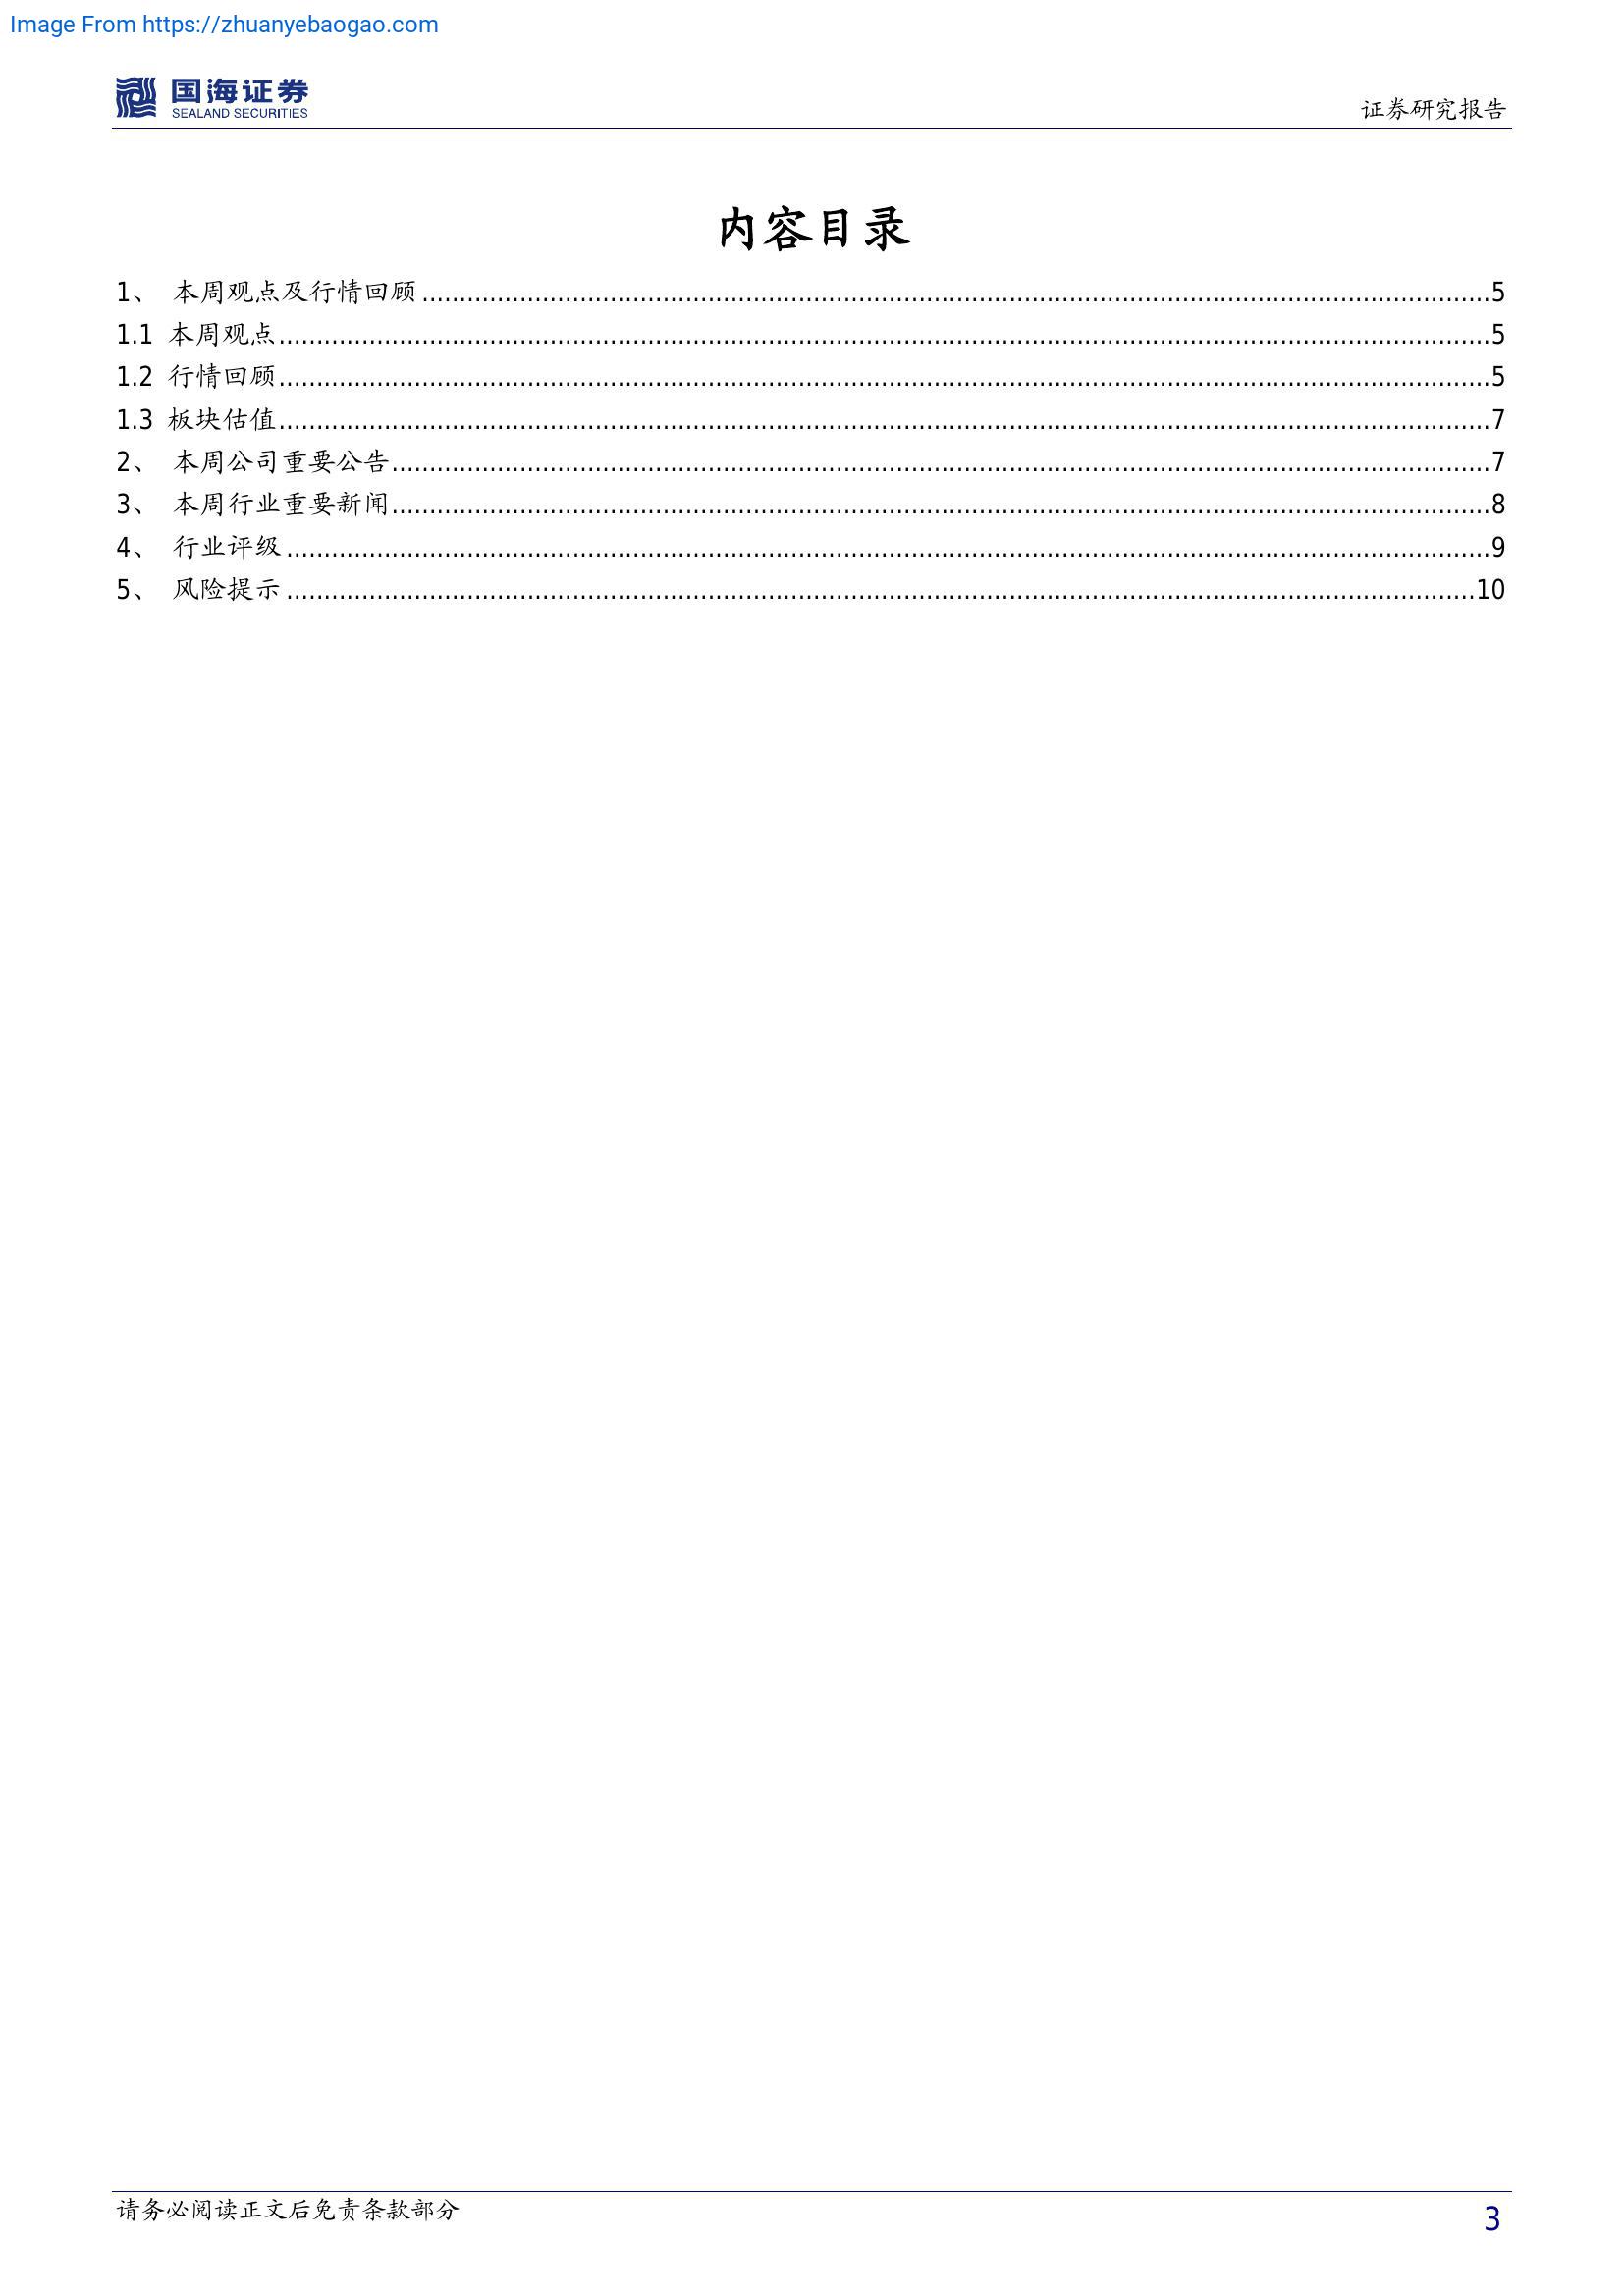 Image From https://zhuanyebaogao.com
国海证券
SEALAND SECURITIES
证券研究报告
内容目录
1、 本周观点及行情回顾 ........................................ 5
1.1 本周观点 ........................................ 5
1.2 行情回顾 ........................................ 5
1.3 板块估值 ........................................ 7
2、 本周公司重要公告 ........................................ 7
3、 本周行业重要新闻 ........................................ 8
4、 行业评级 ........................................ 9
5、 风险提示 ........................................ 10
请务必阅读正文后免责条款部分
3